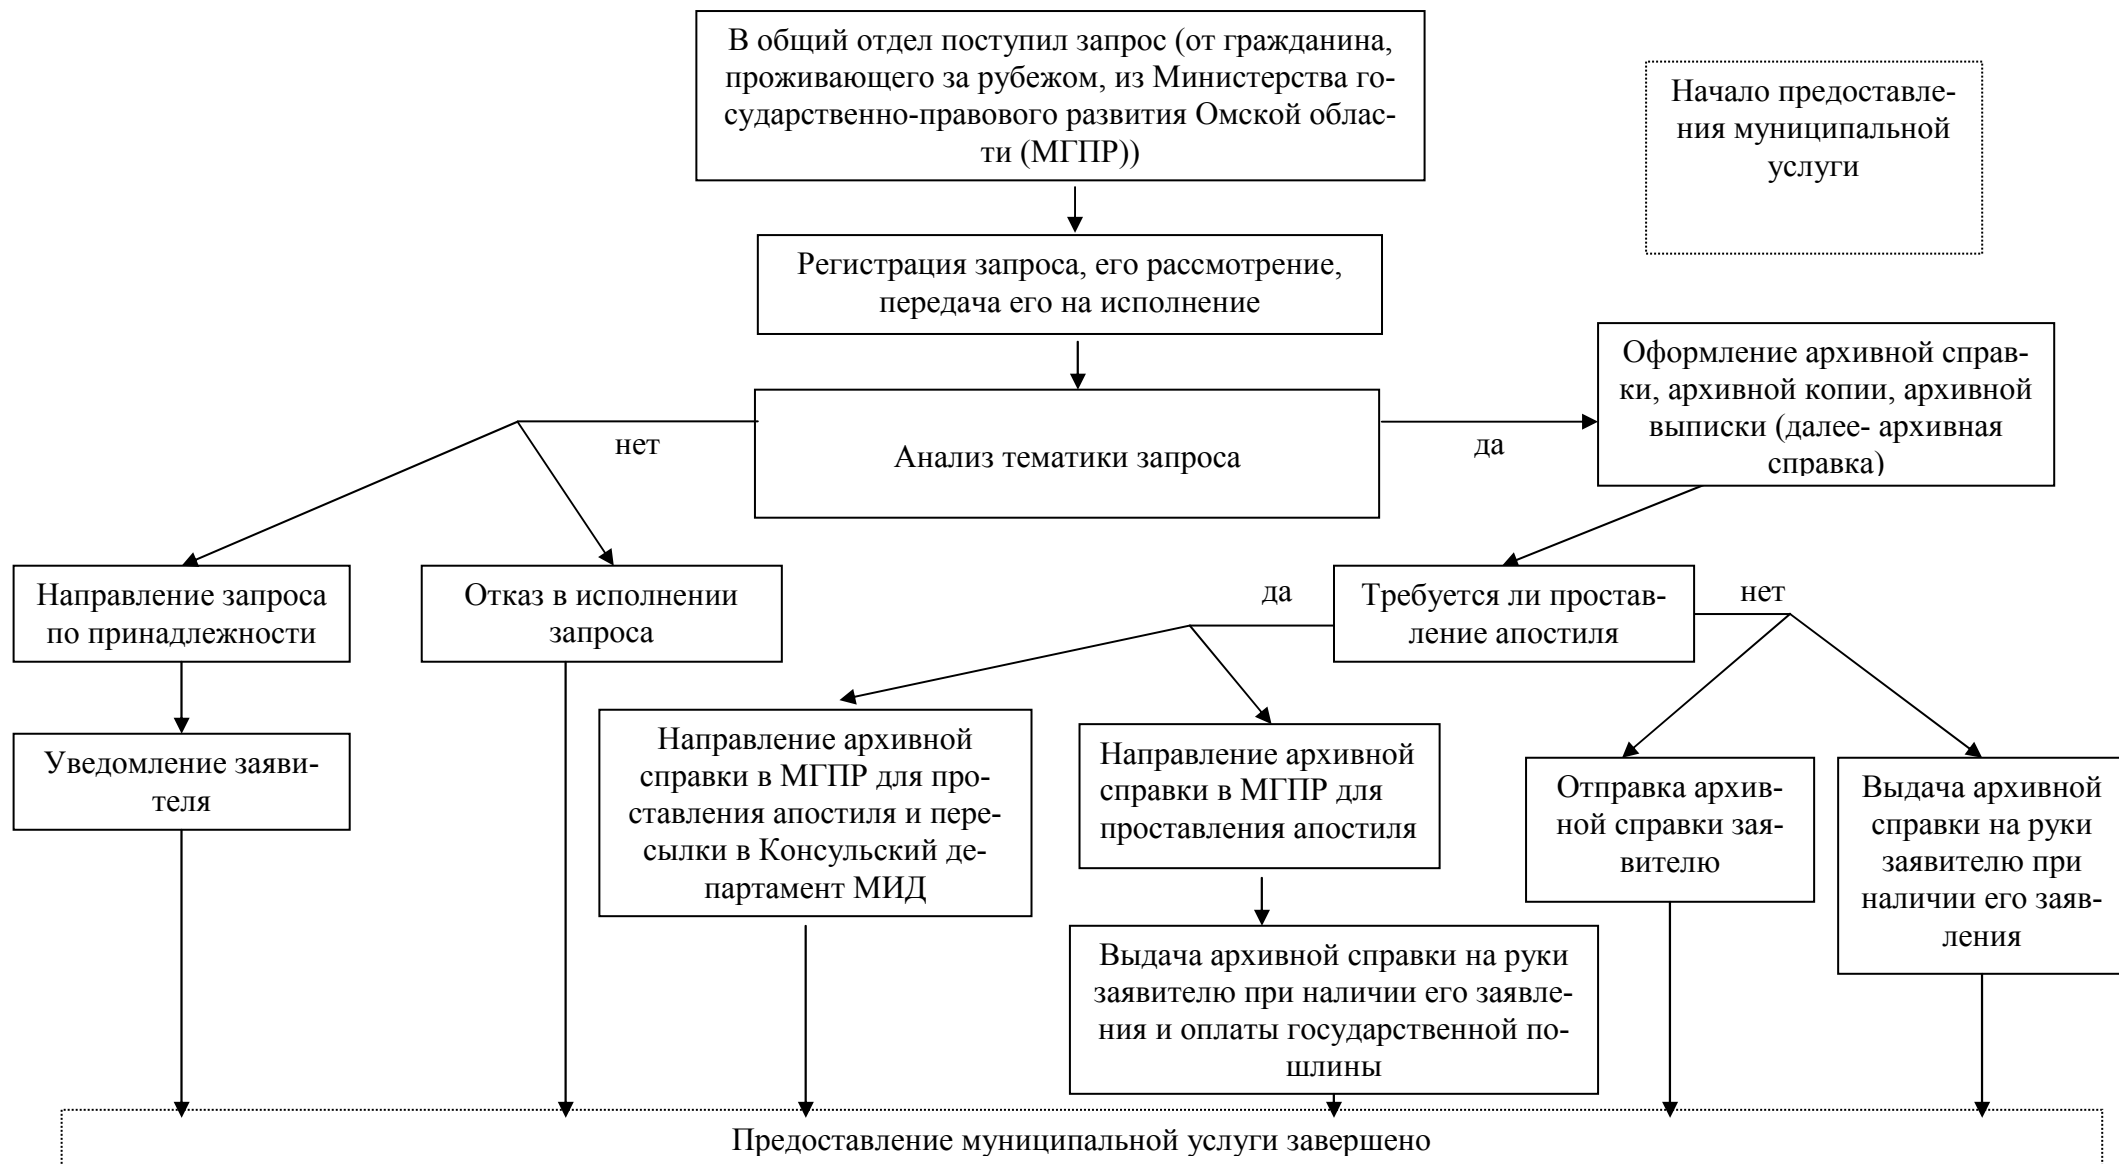 В общий отдел поступил запрос (от гражданина,
проживающего за рубежом, из Министерства го-
сударственно-правового развития Омской облас-
ти (МГПР))
Начало предоставле-
ния муниципальной
услуги
Регистрация запроса, его рассмотрение,
передача его на исполнение
Оформление архивной справ-
ки, архивной копии, архивной
выписки (далее- архивная
справка)
нет
Анализ тематики запроса
да
Направление запроса
по принадлежности
Отказ в исполнении
запроса
да
Требуется ли простав-
ление апостиля
нет
Уведомление заяви-
теля
Направление архивной
справки в МГПР для про-
ставления апостиля и пере-
сылки в Консульский де-
партамент МИД
Направление архивной
справки в МГПР для
проставления апостиля
Отправка архив-
ной справки зая-
вителю
Выдача архивной
справки на руки
заявителю при
наличии его заяв-
ления
Выдача архивной справки на руки
заявителю при наличии его заявле-
ния и оплаты государственной по-
шлины
Предоставление муниципальной услуги завершено